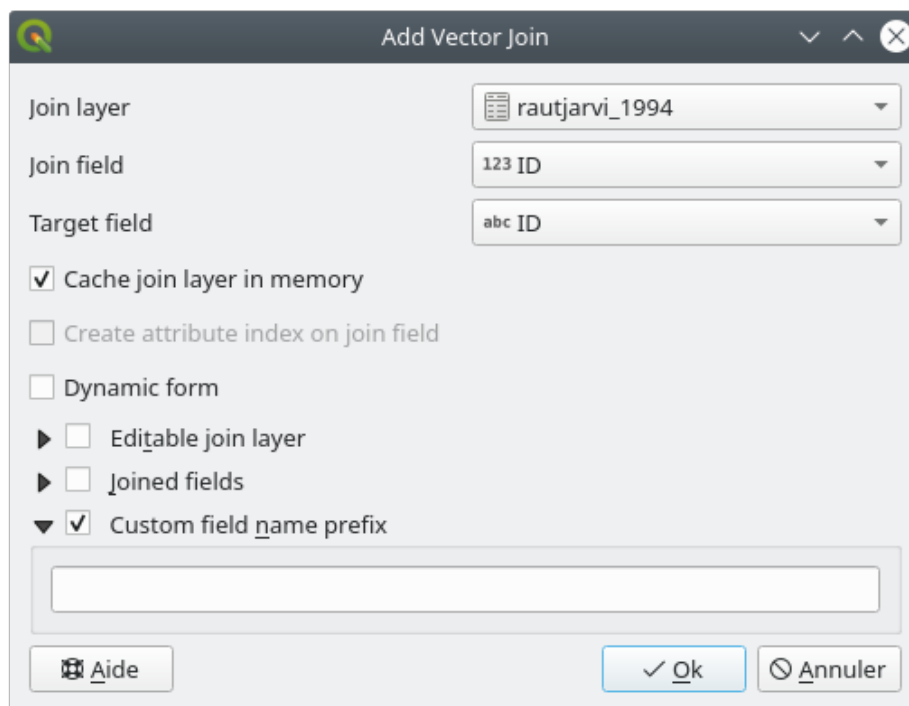 Add Vector Join
Join layer rautjarvi_1994
Join field 123 ID
Target field abc ID
Cache join layer in memory
Create attribute index on join field
Dynamic form
Editable join layer
Joined fields
Custom field name prefix
Aide Ok Annuler